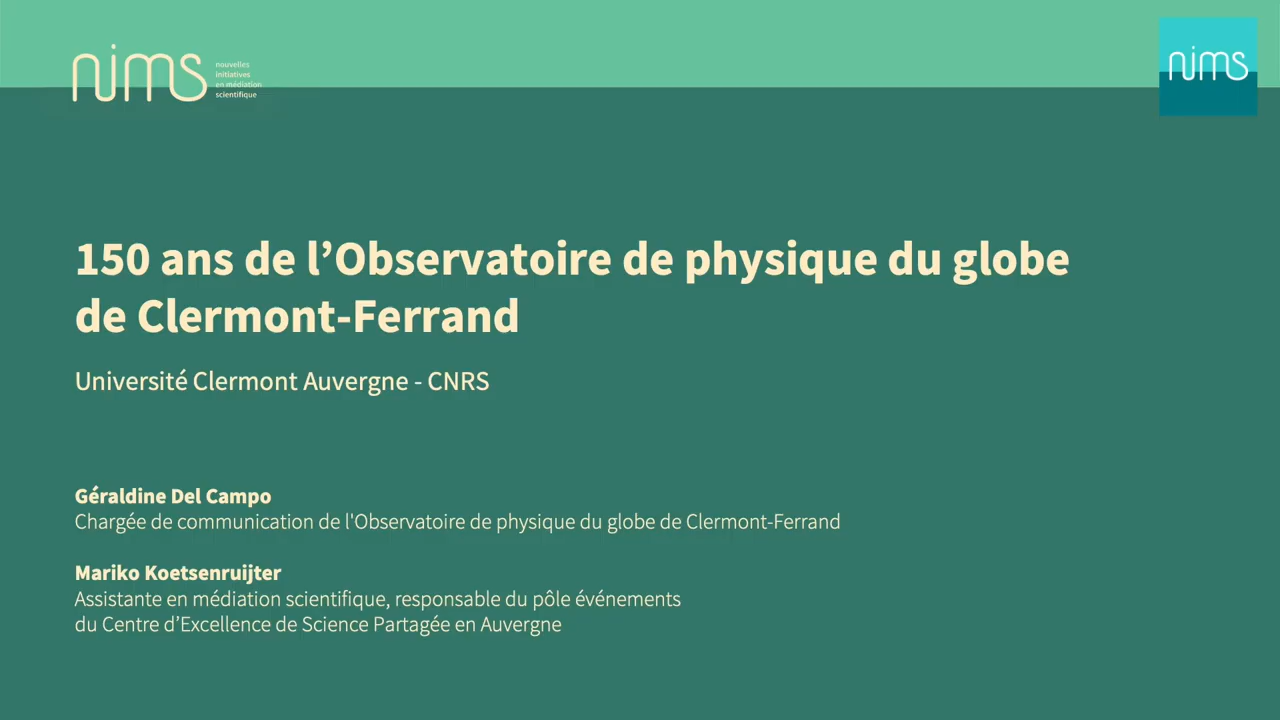 nims
nouvelles
initiatives
en médiation
scientifique
nims
150 ans de l’Observatoire de physique du globe
de Clermont-Ferrand
Université Clermont Auvergne - CNRS
Géraldine Del Campo
Chargée de communication de l'Observatoire de physique du globe de Clermont-Ferrand
Mariko Koetsenruijter
Assistante en médiation scientifique, responsable du pôle événements
du Centre d’Excellence de Science Partagée en Auvergne